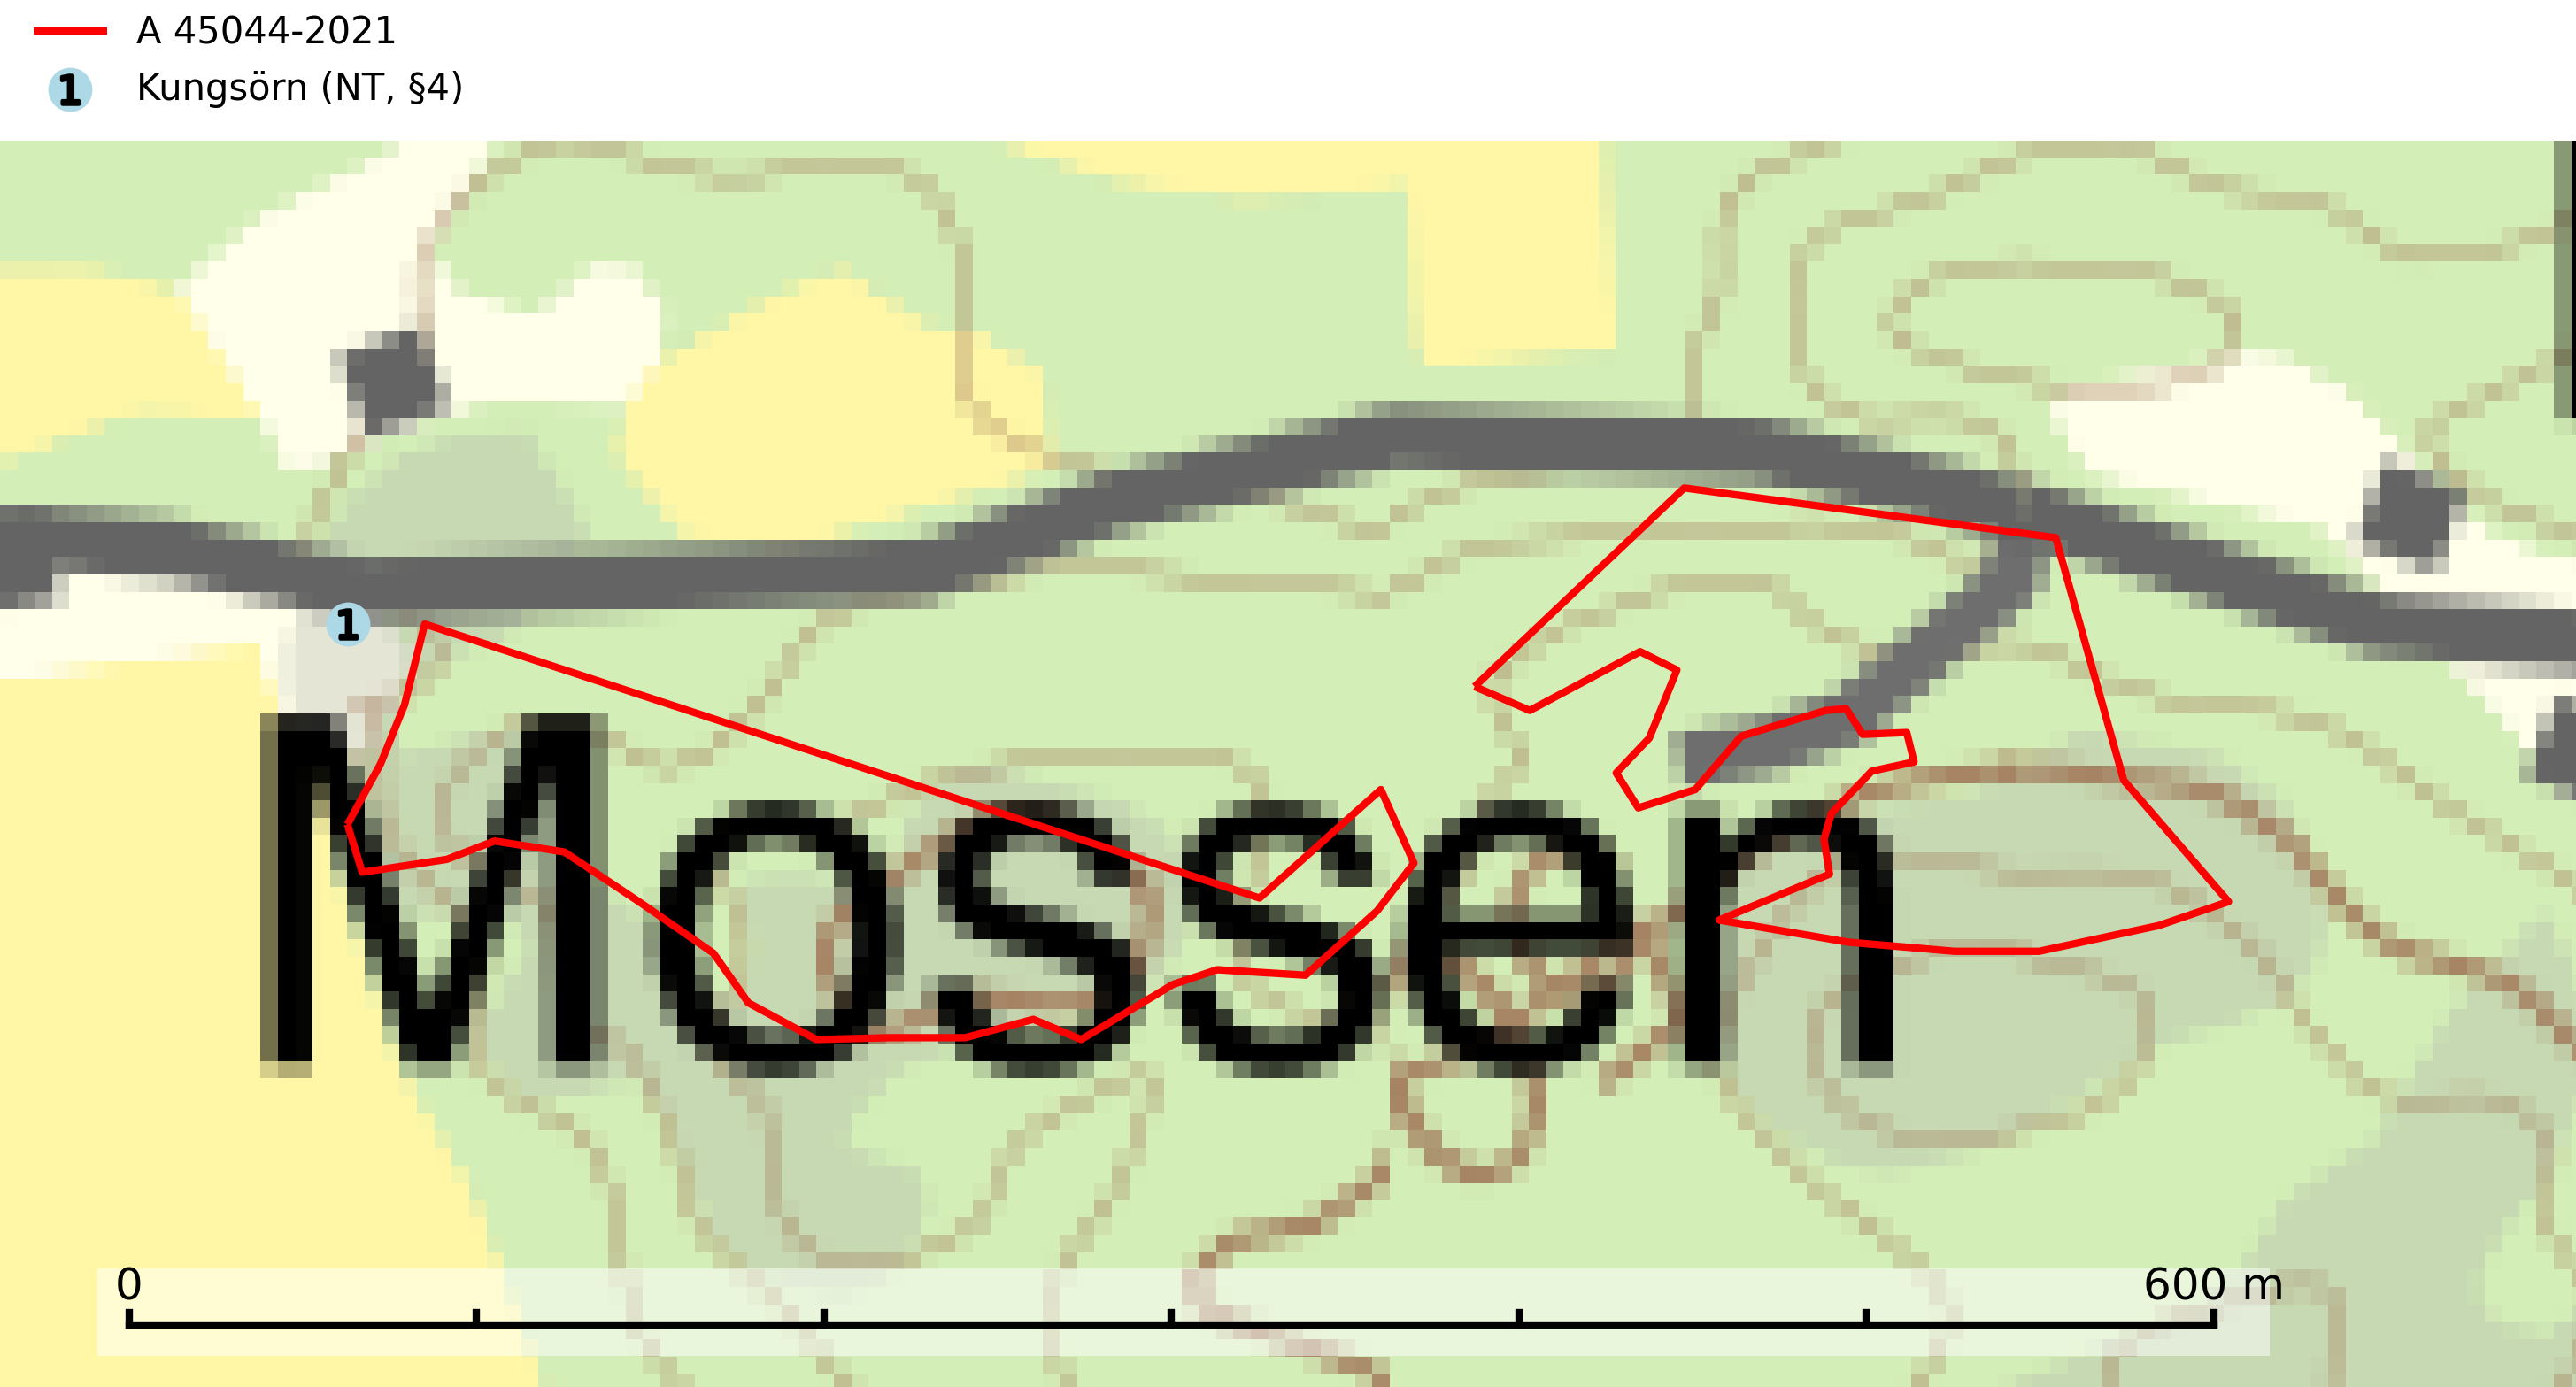 A 45044-2021
1 Kungsörn (NT, §4)
1
Mossen
0 600 m